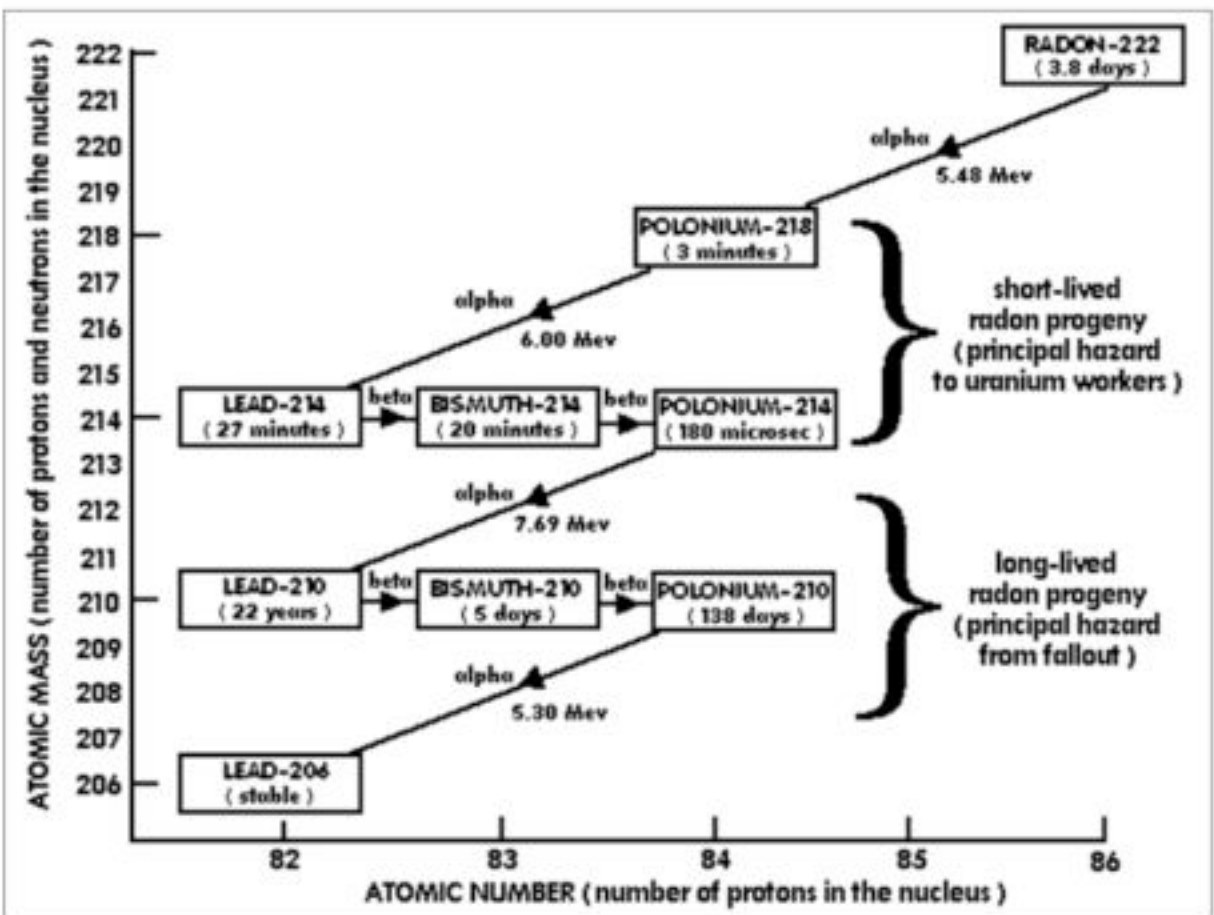 222
221
220
219
218
217
216
215
214
213
212
211
210
209
208
207
206
ATOMIC MASS ( number of protons and neutrons in the nucleus )
RADON-222
( 3.8 days )
alpha
5.48 Mev
POLONIUM-218
( 3 minutes )
alpha
6.00 Mev
short-lived
radon progeny
( principal hazard
to uranium workers )
LEAD-214
( 27 minutes )
beta
BISMUTH-214
( 20 minutes )
beta
POLONIUM-214
( 180 microsec )
alpha
7.69 Mev
LEAD-210
( 22 years )
beta
BISMUTH-210
( 5 days )
beta
POLONIUM-210
( 138 days )
long-lived
radon progeny
( principal hazard
from fallout )
alpha
5.30 Mev
LEAD-206
( stable )
82
83
84
85
86
ATOMIC NUMBER ( number of protons in the nucleus )